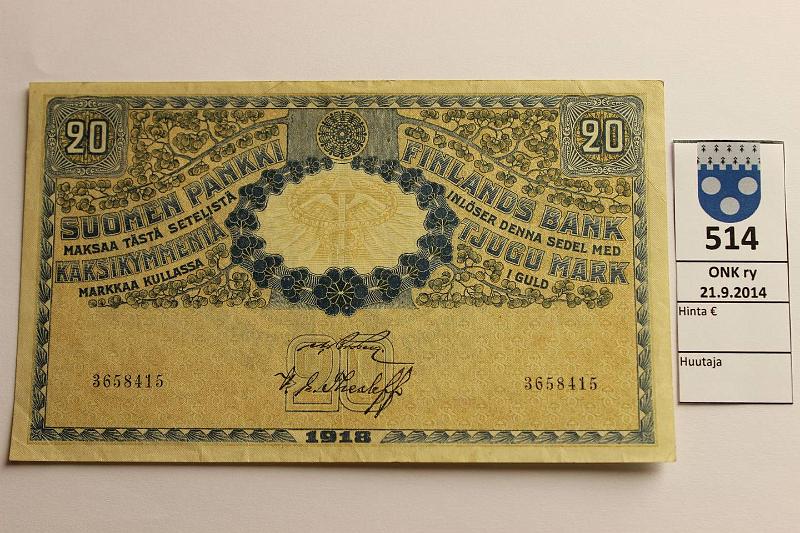 20
20
SUOMEN PANKKI
MAKSAA TÄSTÄ SETELISTÄ
KAKSIKYMMENTÄ
MARKKAA KULLASSA
FINLANDS BANK
INLÖSER DENNA SEDEL MED
TJUGU MARK
I GULD
20
3658415
3658415
1918
514
ONK ry
21.9.2014
Hinta €
Huutaja